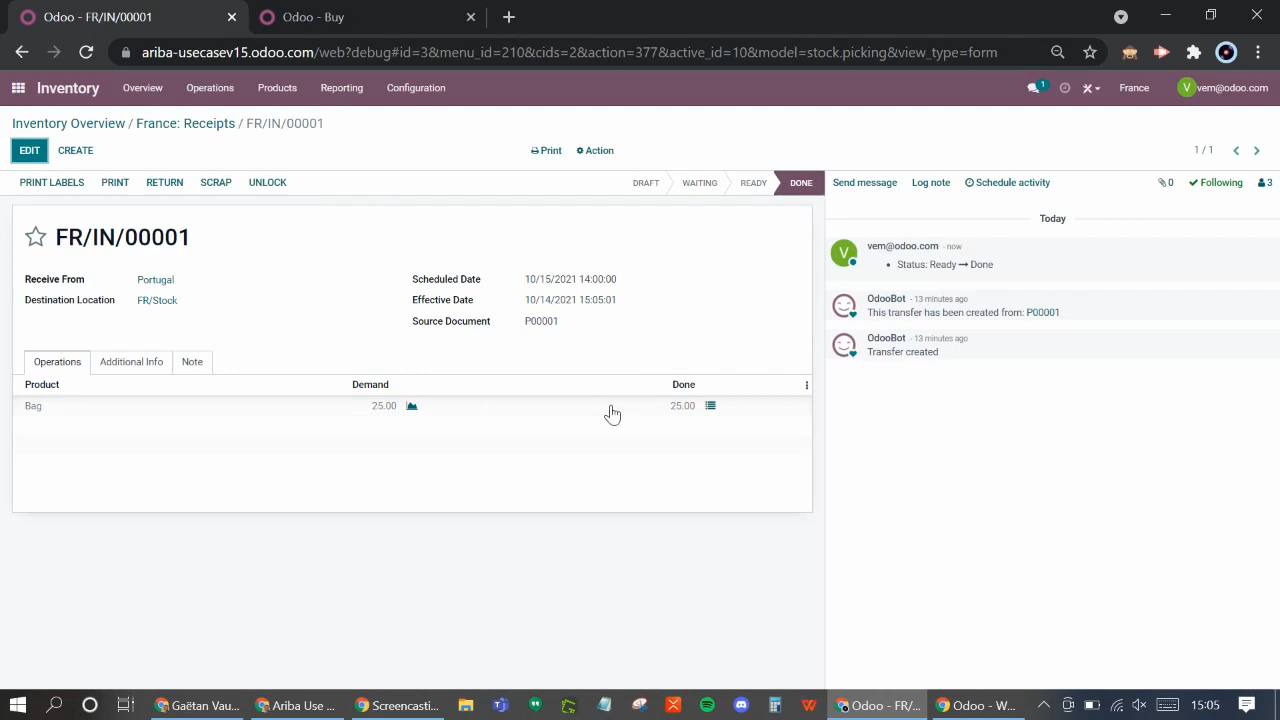 Odoo - FR/IN/00001
Odoo - Buy
ariba-usecasev15.odoo.com/web?debug#id=3&menu_id=210&cids=2&action=377&active_id=10&model=stock.picking&view_type=form
Inventory Overview Operations Products Reporting Configuration 1 France V vem@odoo.com
Inventory Overview / France: Receipts / FR/IN/00001
EDIT CREATE Print Action 1 / 1
PRINT LABELS PRINT RETURN SCRAP UNLOCK DRAFT WAITING READY DONE Send message Log note Schedule activity 0 Following 3
Today
FR/IN/00001
V vem@odoo.com - now
Status: Ready → Done
Receive From Portugal Scheduled Date 10/15/2021 14:00:00
Destination Location FR/Stock Effective Date 10/14/2021 15:05:01
Source Document P00001
OdooBot - 13 minutes ago
This transfer has been created from: P00001
OdooBot - 13 minutes ago
Transfer created
Operations Additional Info Note
Product Demand Done
Bag 25.00 25.00
Gaëtan Vau... Ariba Use ... Screencasti... Odoo - FR/... Odoo - W... 15:05